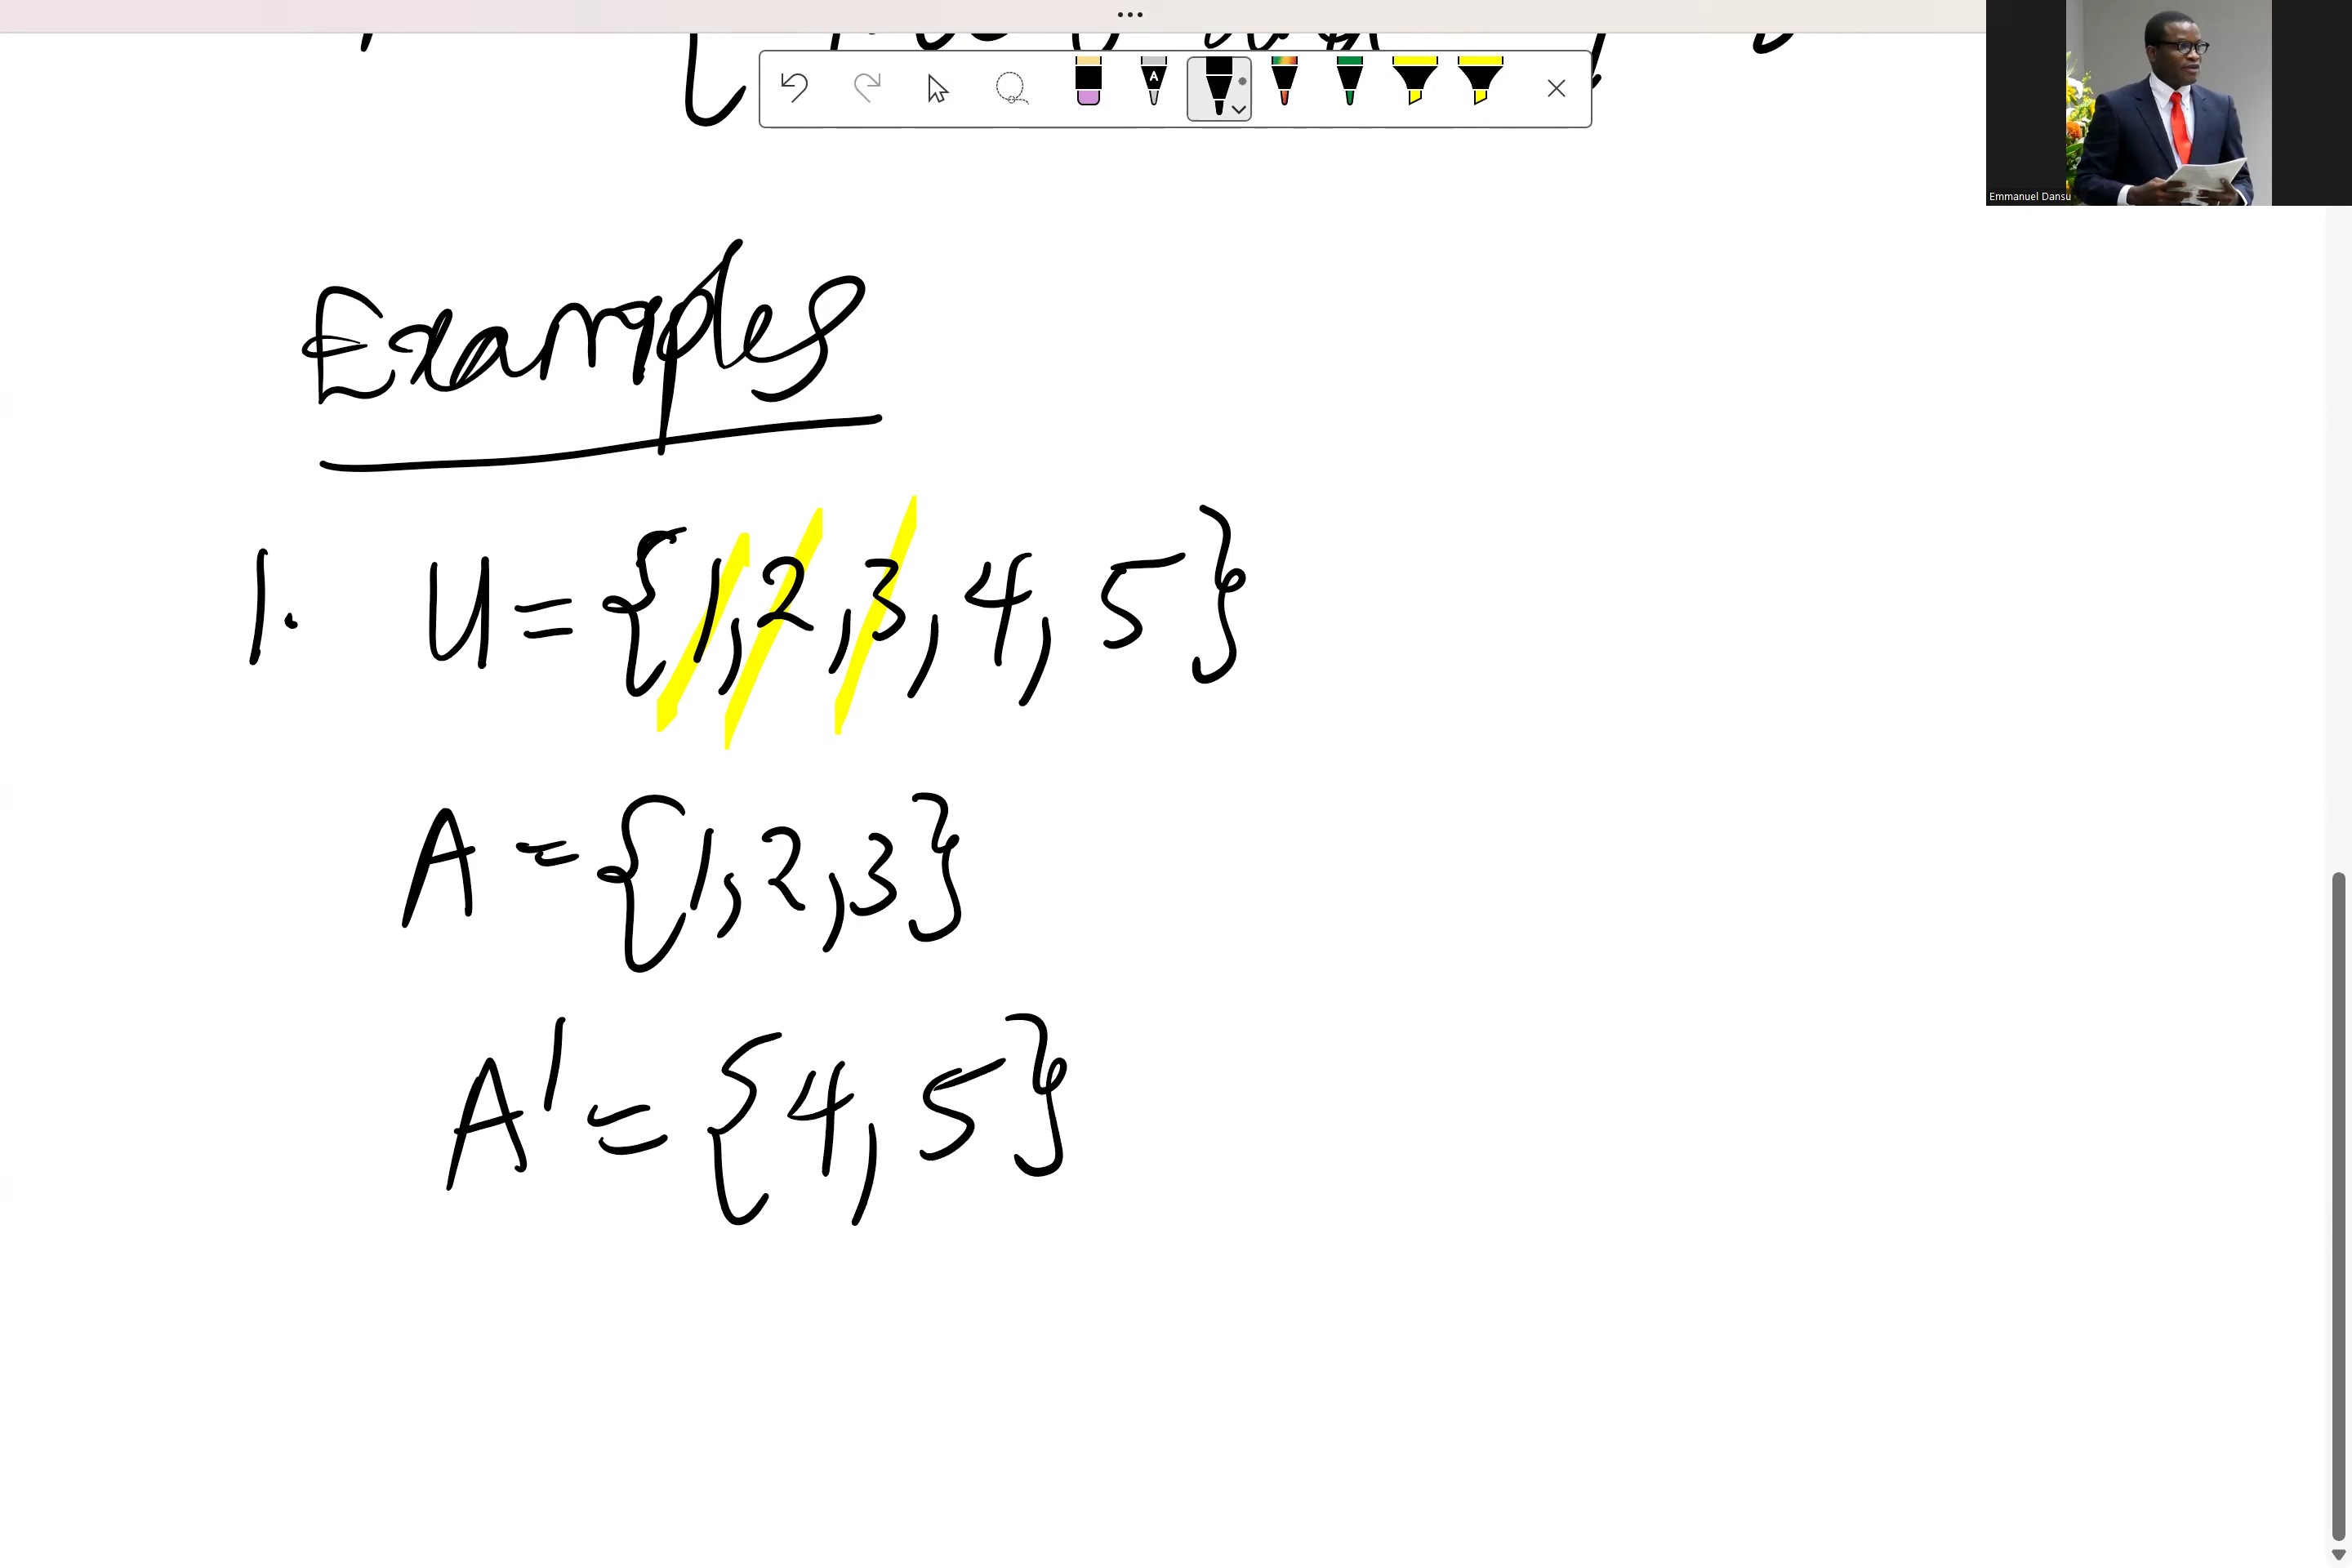 Emmanuel Dansu
Examples
1. U = {1, 2, 3, 4, 5}
A = {1, 2, 3}
A' = {4, 5}